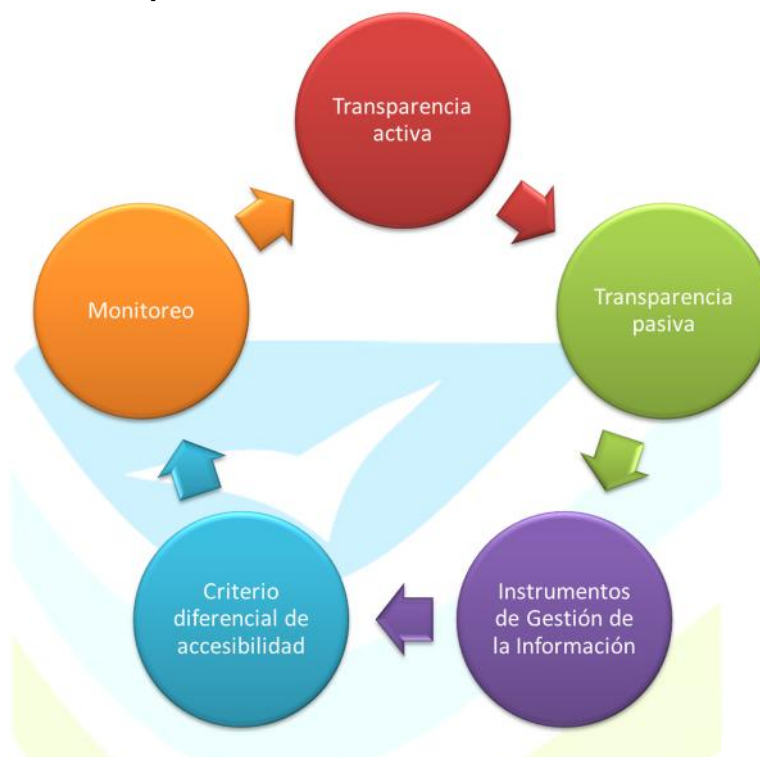 Transparencia
activa
Transparencia
pasiva
Instrumentos
de Gestión de
la Información
Criterio
diferencial de
accesibilidad
Monitoreo